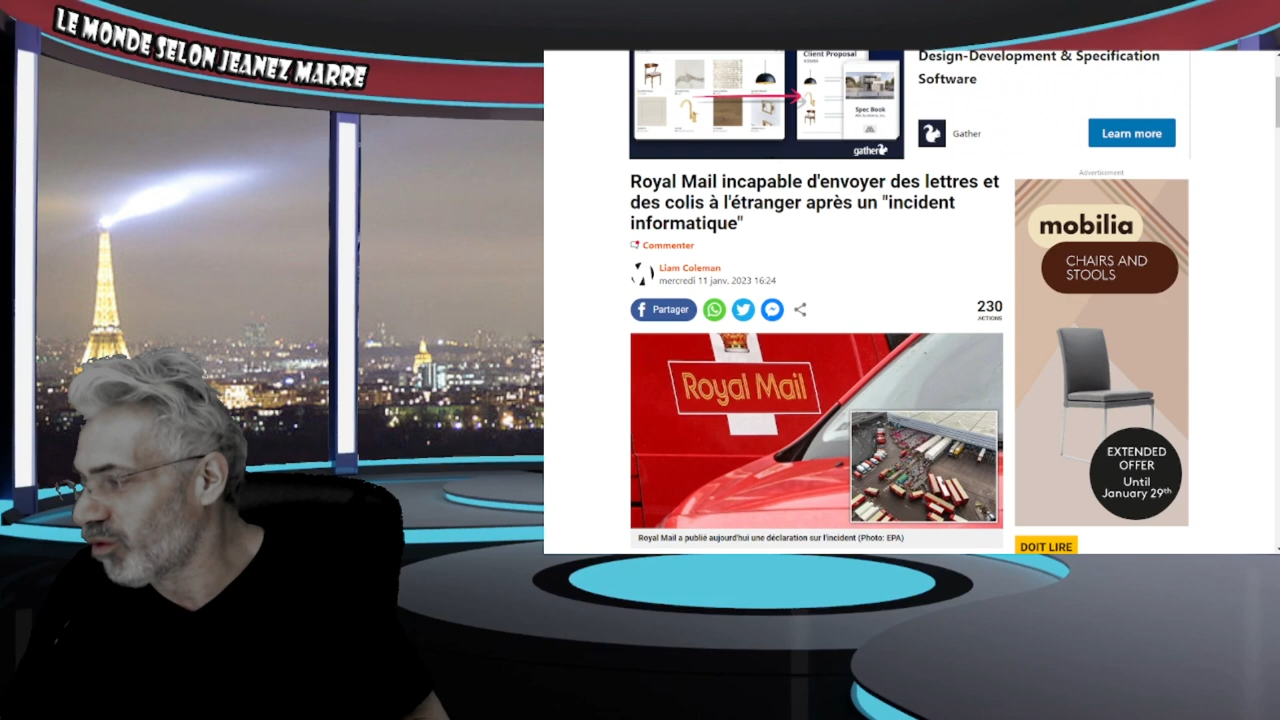 LE MONDE SELON JEANEZ MARRE
Client Proposal
Spec Book
gather
Design-Development & Specification
Software
Gather
Learn more
Advertisement
Royal Mail incapable d'envoyer des lettres et
des colis à l'étranger après un "incident
informatique"
Commenter
Liam Coleman
mercredi 11 janv. 2023 16:24
Partager
230
ACTIONS
Royal Mail
Royal Mail a publié aujourd'hui une déclaration sur l'incident (Photo: EPA)
mobilia
CHAIRS AND
STOOLS
EXTENDED
OFFER
Until
January 29th
DOIT LIRE